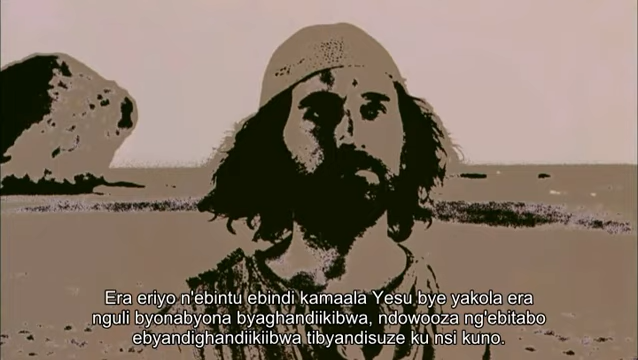 Era eriyo n'ebintu ebindi kamaala Yesu bye yakola era
nguli byonabyona byaghandiikibwa, ndowooza ng'ebitabo
ebyandighandiikiibwa tibyandisuze ku nsi kuno.